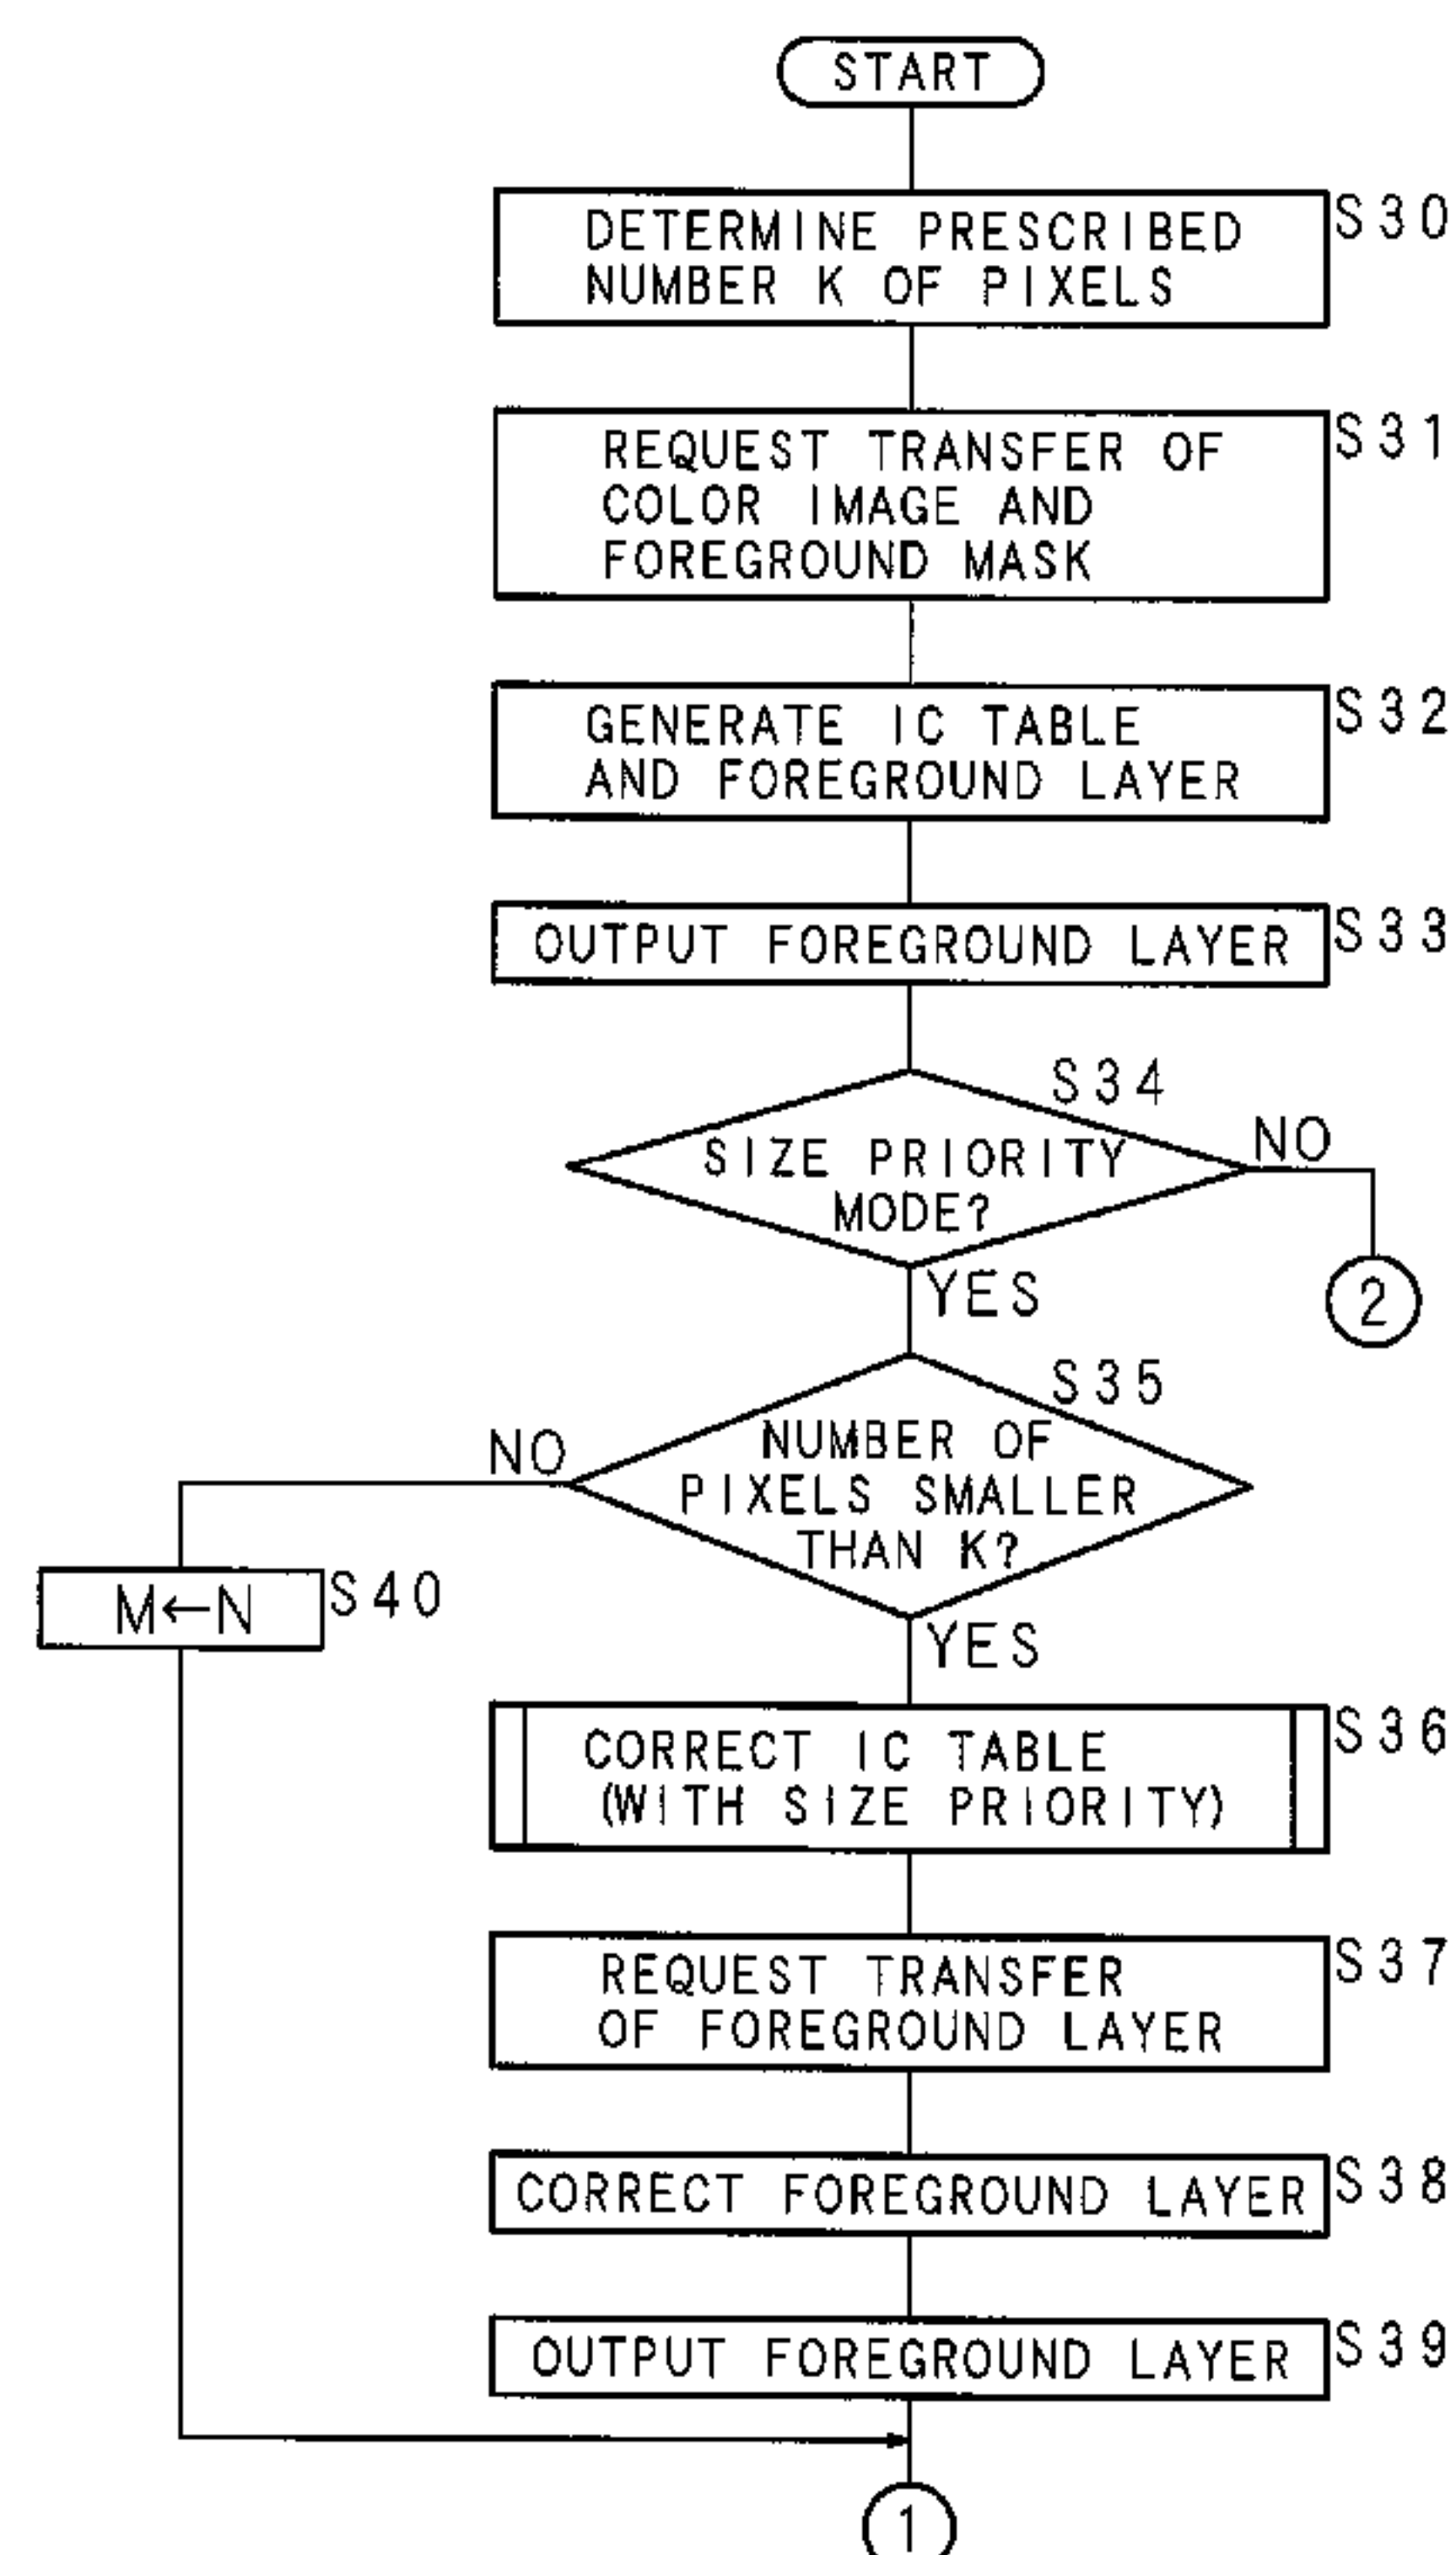 START
DETERMINE PRESCRIBED
NUMBER K OF PIXELS
S30
REQUEST TRANSFER OF
COLOR IMAGE AND
FOREGROUND MASK
S31
GENERATE IC TABLE
AND FOREGROUND LAYER
S32
OUTPUT FOREGROUND LAYER
S33
S34
SIZE PRIORITY
MODE?
NO
2
YES
S35
NUMBER OF
PIXELS SMALLER
THAN K?
NO
M←N
S40
YES
CORRECT IC TABLE
(WITH SIZE PRIORITY)
S36
REQUEST TRANSFER
OF FOREGROUND LAYER
S37
CORRECT FOREGROUND LAYER
S38
OUTPUT FOREGROUND LAYER
S39
1